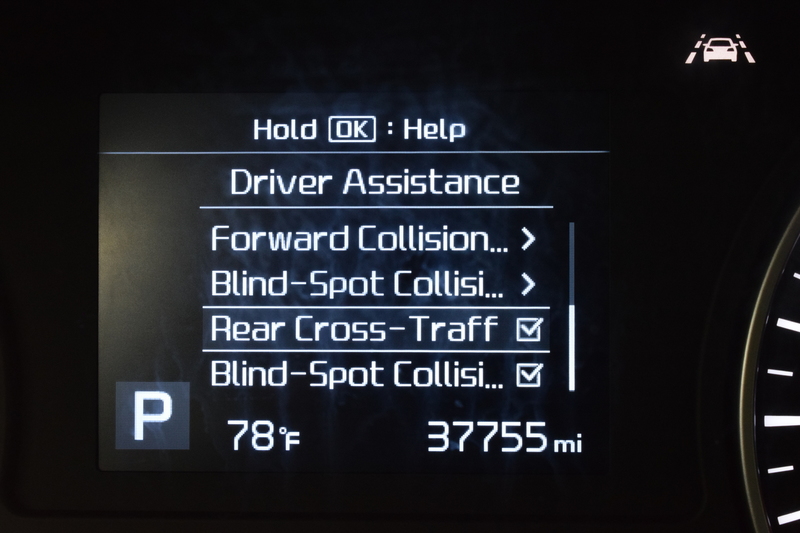 Hold OK : Help
Driver Assistance
Forward Collision...
Blind-Spot Collisi...
Rear Cross-Traff
Blind-Spot Collisi...
P
78°F 37755 mi